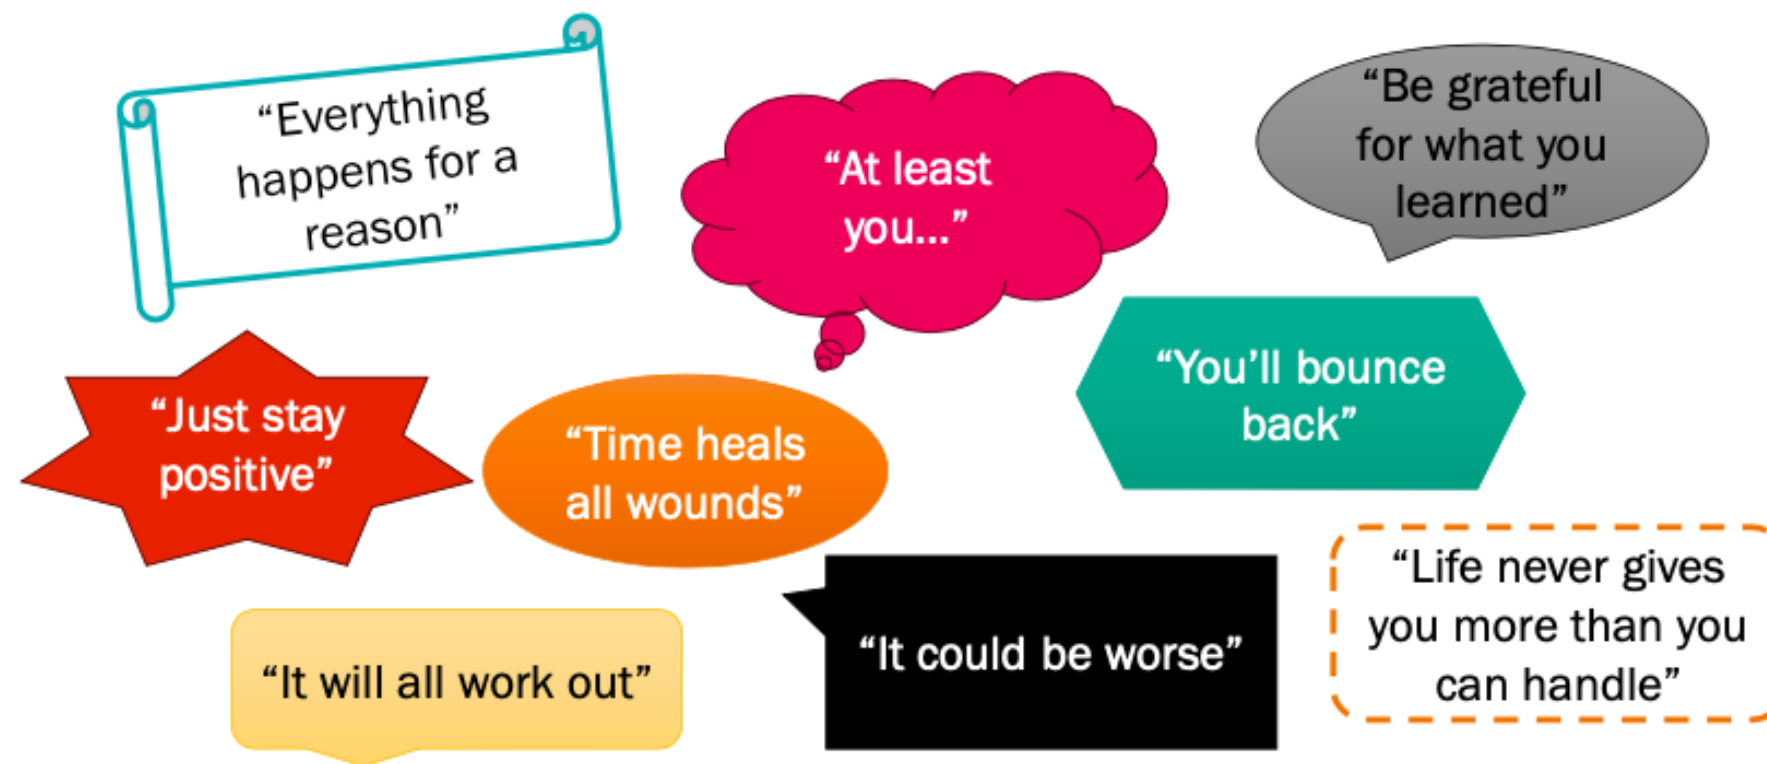 “Everything
happens for a
reason”
“At least
you...”
“Be grateful
for what you
learned”
“Just stay
positive”
“Time heals
all wounds”
“You’ll bounce
back”
“It will all work out”
“It could be worse”
“Life never gives
you more than you
can handle”